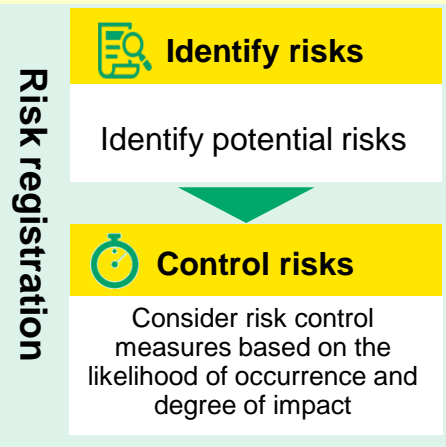 Risk registration
Identify risks
Identify potential risks
Control risks
Consider risk control
measures based on the
likelihood of occurrence and
degree of impact